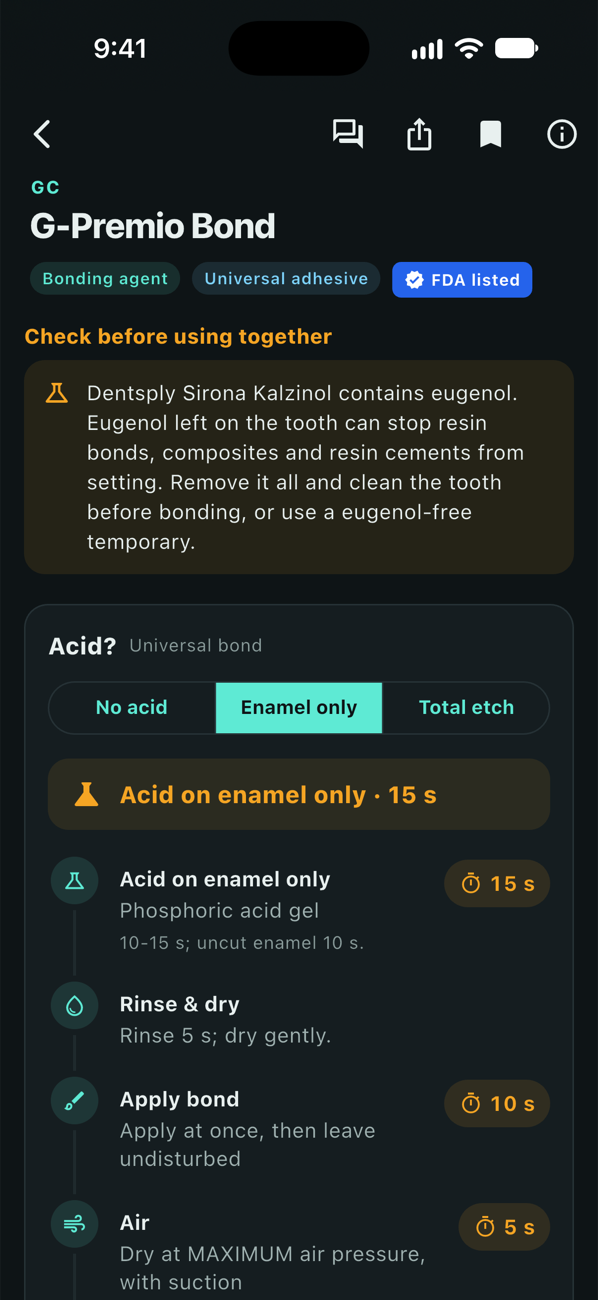 9:41
GC
G-Premio Bond
Bonding agent
Universal adhesive
FDA listed
Check before using together
Dentsply Sirona Kalzinol contains eugenol.
Eugenol left on the tooth can stop resin
bonds, composites and resin cements from
setting. Remove it all and clean the tooth
before bonding, or use a eugenol-free
temporary.
Acid? Universal bond
No acid
Enamel only
Total etch
Acid on enamel only · 15 s
Acid on enamel only
15 s
Phosphoric acid gel
10-15 s; uncut enamel 10 s.
Rinse & dry
Rinse 5 s; dry gently.
Apply bond
10 s
Apply at once, then leave
undisturbed
Air
5 s
Dry at MAXIMUM air pressure,
with suction